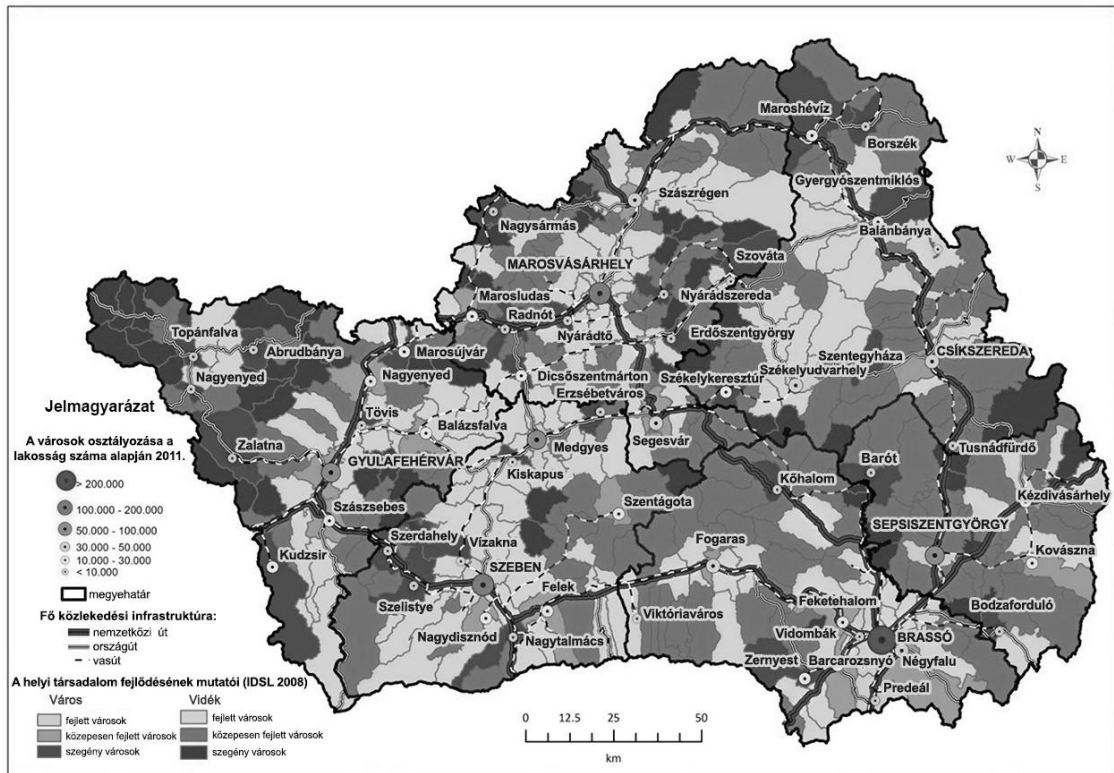 Maroshévíz
Borszék
N
W E
S
Gyergyószentmiklós
Szászrégen
Nagysármás
Balánbánya
Szováta
MAROSVÁSÁRHELY
Marosludas
Nyárádszereda
Radnót
Nyárádtő
Erdőszentgyörgy
Topánfalva
Abrudbánya
Marosújvár
Szentegyháza
CSÍKSZEREDA
Nagyenyed
Nagyenyed
Dicsőszentmárton
Székelykeresztúr
Székelyudvarhely
Erzsébetváros
Tövis
Balázsfalva
Segesvár
Zalatna
Medgyes
Tusnádfürdő
GYULAFEHÉRVÁR
Kiskapus
Kőhalom
Barót
Kézdivásárhely
Szászsebes
Szentágota
SEPSISZENTGYÖRGY
Szerdahely
Vízakna
Fogaras
Kudzsir
SZEBEN
Kovászna
Felek
Szelistye
Viktóriaváros
Feketehalom
Bodzaforduló
Nagydisznód
Nagytalmács
Vidombák
BRASSÓ
Zernyest
Barcarozsnyó
Négyfalu
Predeál
Jelmagyarázat
A városok osztályozása a
lakosság száma alapján 2011.
> 200.000
100.000 - 200.000
50.000 - 100.000
30.000 - 50.000
10.000 - 30.000
< 10.000
megyehatár
Fő közlekedési infrastruktúra:
nemzetközi út
országút
vasút
A helyi társadalom fejlődésének mutatói (IDSL 2008)
Város
fejlett városok
közepesen fejlett városok
szegény városok
Vidék
fejlett városok
közepesen fejlett városok
szegény városok
0 12.5 25 50
km